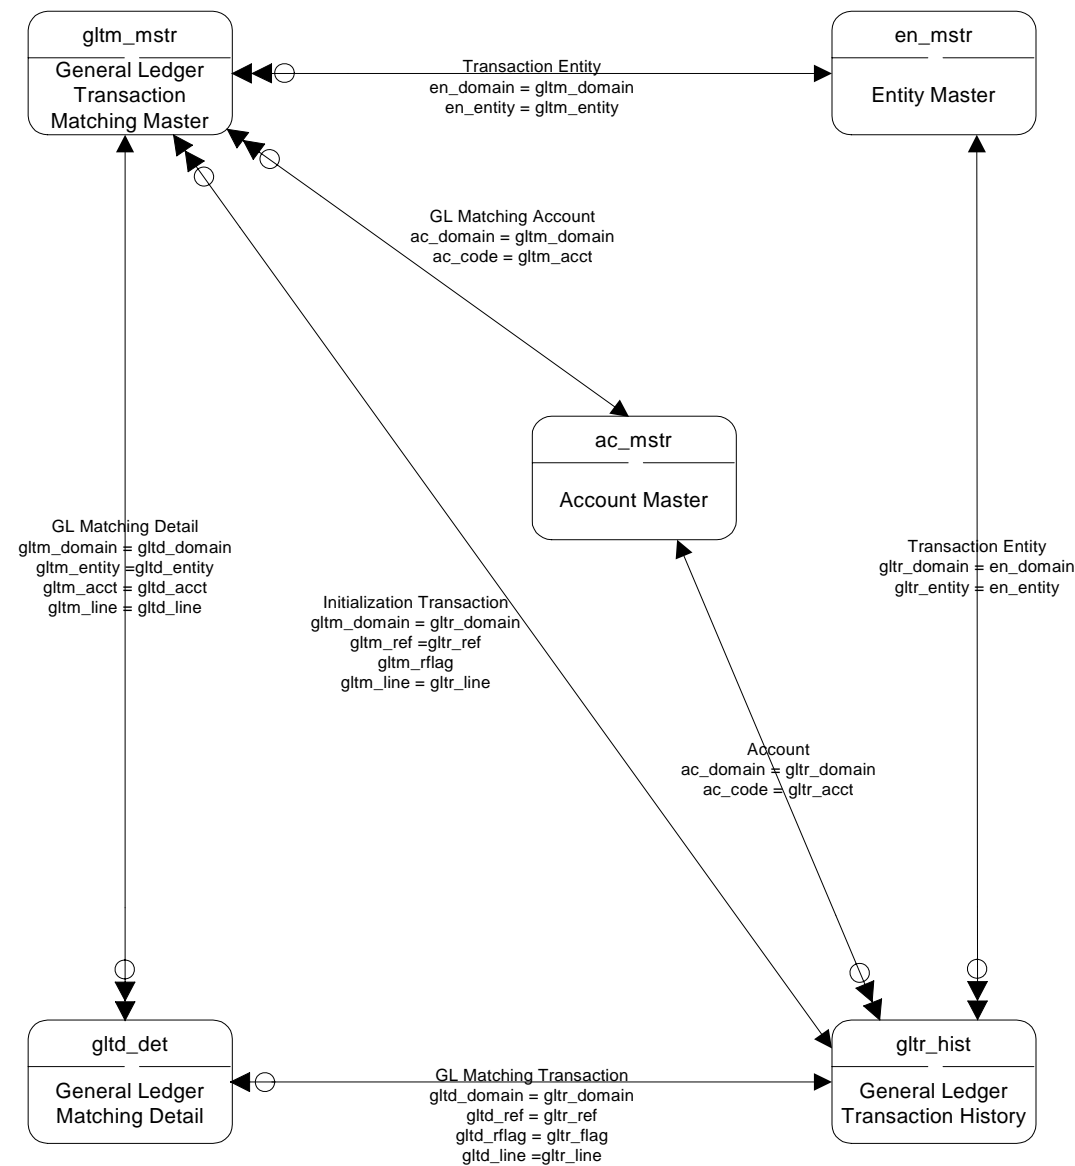 gltm_mstr
General Ledger
Transaction
Matching Master
en_mstr
Entity Master
Transaction Entity
en_domain = gltm_domain
en_entity = gltm_entity
GL Matching Account
ac_domain = gltm_domain
ac_code = gltm_acct
ac_mstr
Account Master
GL Matching Detail
gltm_domain = gltd_domain
gltm_entity =gltd_entity
gltm_acct = gltd_acct
gltm_line = gltd_line
Transaction Entity
gltr_domain = en_domain
gltr_entity = en_entity
Initialization Transaction
gltm_domain = gltr_domain
gltm_ref =gltr_ref
gltm_rflag
gltm_line = gltr_line
Account
ac_domain = gltr_domain
ac_code = gltr_acct
gltd_det
General Ledger
Matching Detail
gltr_hist
General Ledger
Transaction History
GL Matching Transaction
gltd_domain = gltr_domain
gltd_ref = gltr_ref
gltd_rflag = gltr_flag
gltd_line =gltr_line